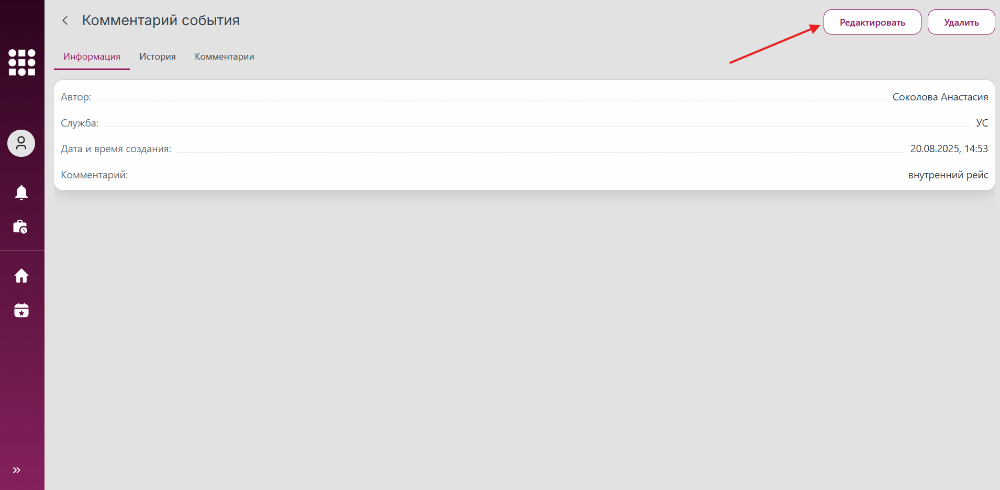 Комментарий события
Редактировать
Удалить
Информация
История
Комментарии
Автор: Соколова Анастасия
Служба: УС
Дата и время создания: 20.08.2025, 14:53
Комментарий: внутренний рейс